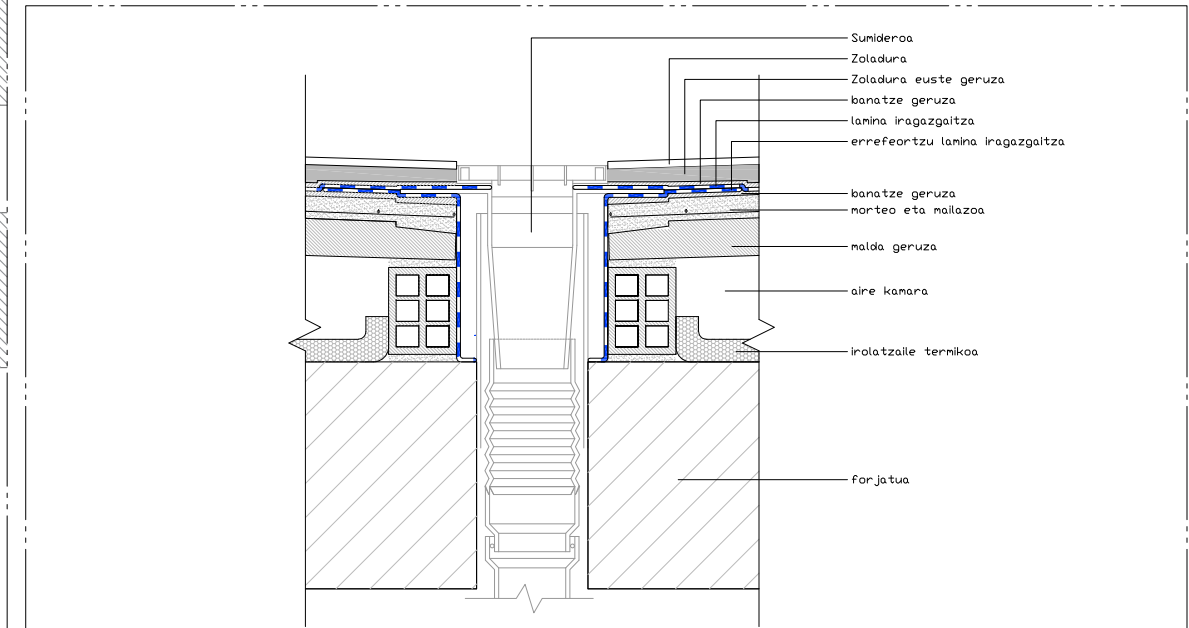 Sumideroa
Zoladura
Zoladura euste geruza
banatze geruza
lamina iragazgaitza
errefeortzu lamina iragazgaitza
banatze geruza
morteo eta mailazoa
malda geruza
aire kamara
irolatzaile termikoa
forjatua